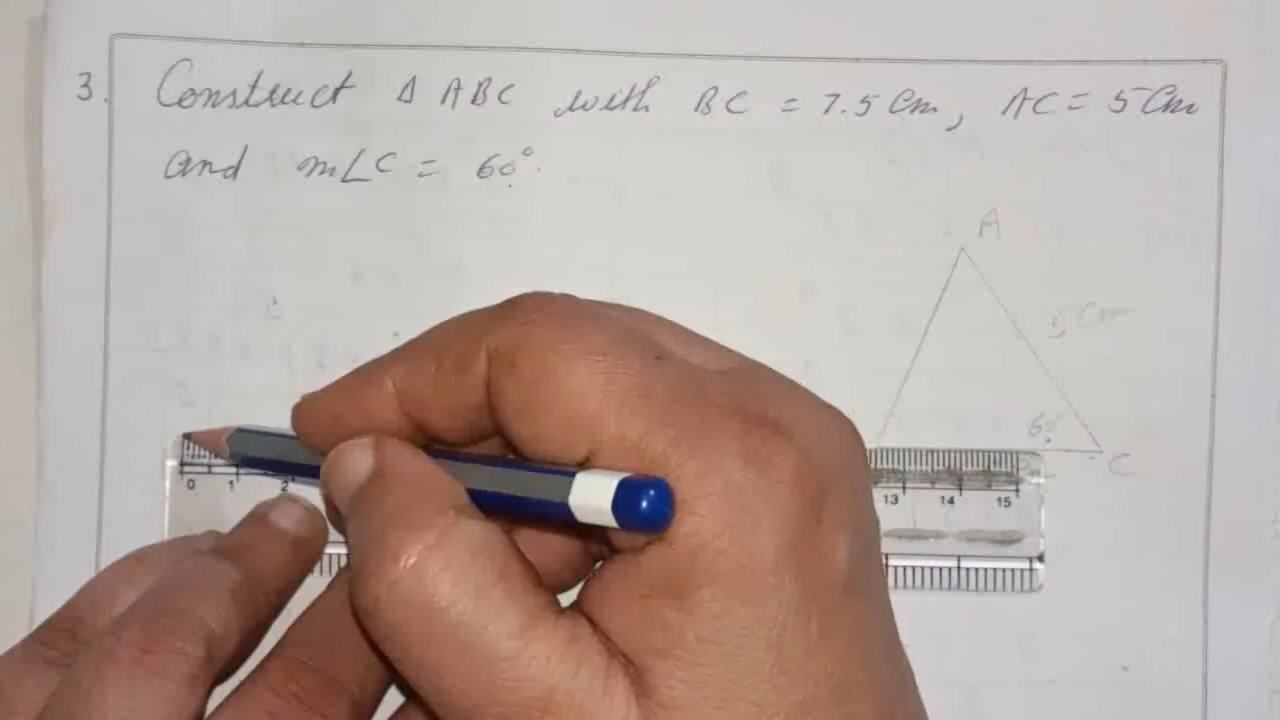 3. Construct Δ ABC with BC = 7.5 Cm, AC = 5 Cm
and m∠C = 60°.
A
5 Cm
60°
C
0 1 2 13 14 15